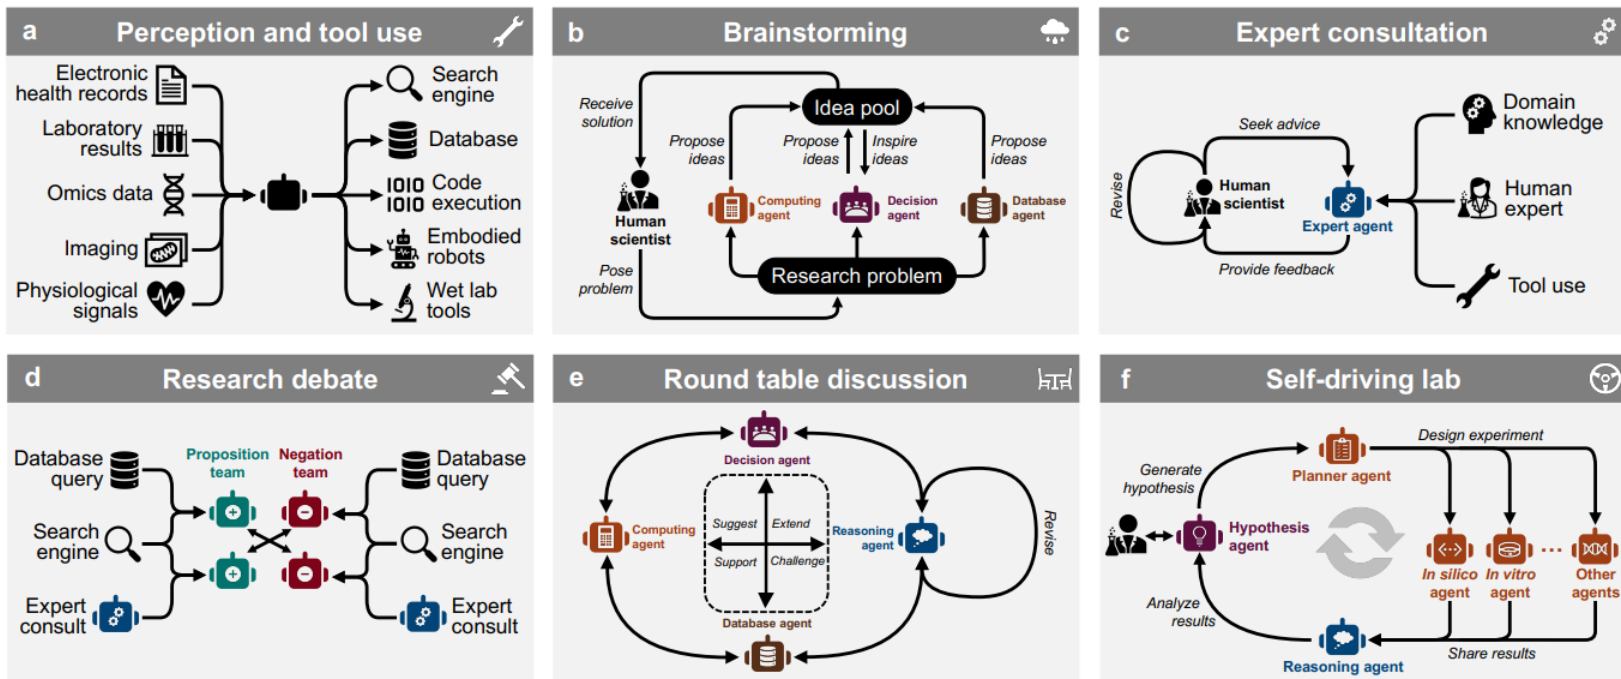 a Perception and tool use
Electronic
health records
Laboratory
results
Omics data
Imaging
Physiological
signals
Search
engine
Database
1010
1010
Code
execution
Embodied
robots
Wet lab
tools
b Brainstorming
Receive
solution
Idea pool
Propose
ideas
Propose
ideas
Inspire
ideas
Propose
ideas
Computing
agent
Decision
agent
Database
agent
Human
scientist
Pose
problem
Research problem
c Expert consultation
Seek advice
Revise
Human
scientist
Expert agent
Provide feedback
Domain
knowledge
Human
expert
Tool use
d Research debate
Database
query
Search
engine
Expert
consult
Proposition
team
Negation
team
Database
query
Search
engine
Expert
consult
e Round table discussion
Decision agent
Computing
agent
Suggest
Extend
Support
Challenge
Reasoning
agent
Revise
Database agent
f Self-driving lab
Generate
hypothesis
Planner agent
Design experiment
Hypothesis
agent
In silico
agent
In vitro
agent
...
Other
agents
Analyze
results
Reasoning agent
Share results